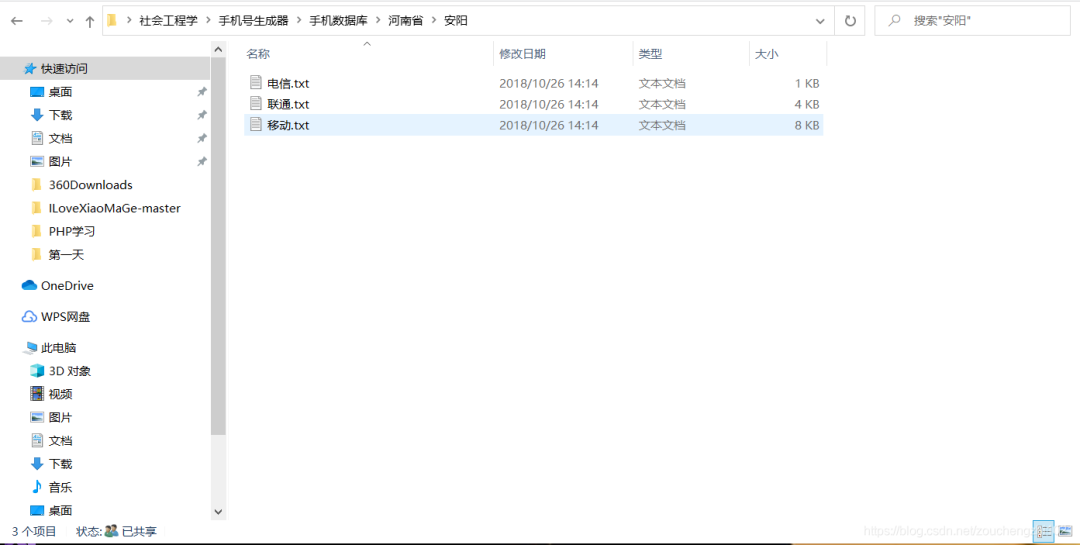 社会工程学 > 手机号生成器 > 手机数据库 > 河南省 > 安阳
搜索"安阳"
名称 修改日期 类型 大小
快速访问
桌面
下载
文档
图片
360Downloads
ILoveXiaoMaGe-master
PHP学习
第一天
OneDrive
WPS网盘
此电脑
3D 对象
视频
图片
文档
下载
音乐
桌面
电信.txt 2018/10/26 14:14 文本文档 1 KB
联通.txt 2018/10/26 14:14 文本文档 4 KB
移动.txt 2018/10/26 14:14 文本文档 8 KB
3 个项目 状态: 已共享